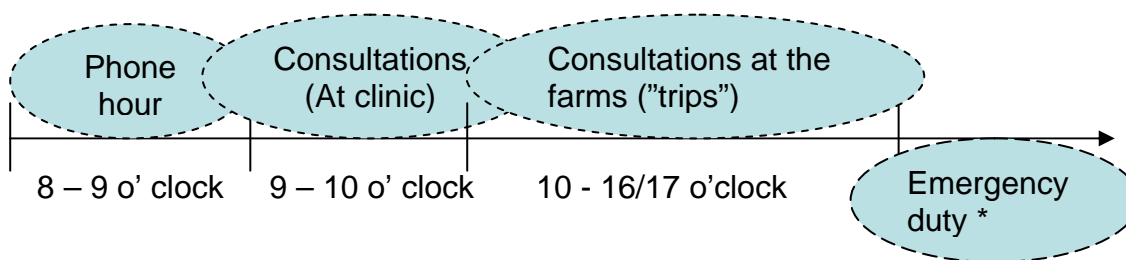 Phone
hour
Consultations
(At clinic)
Consultations at the
farms (”trips”)
8 – 9 o’ clock
9 – 10 o’ clock
10 - 16/17 o’clock
Emergency
duty *